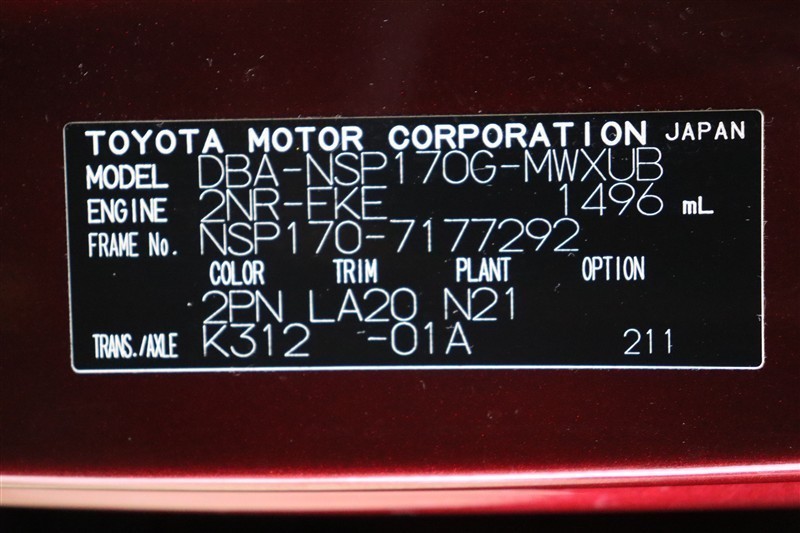 TOYOTA MOTOR CORPORATION JAPAN
MODEL DBA-NSP170G-MWXUB
ENGINE 2NR-FKE 1496 mL
FRAME No. NSP170-7177292
COLOR TRIM PLANT OPTION
2PN LA20 N21
TRANS./AXLE K312 -01A 211